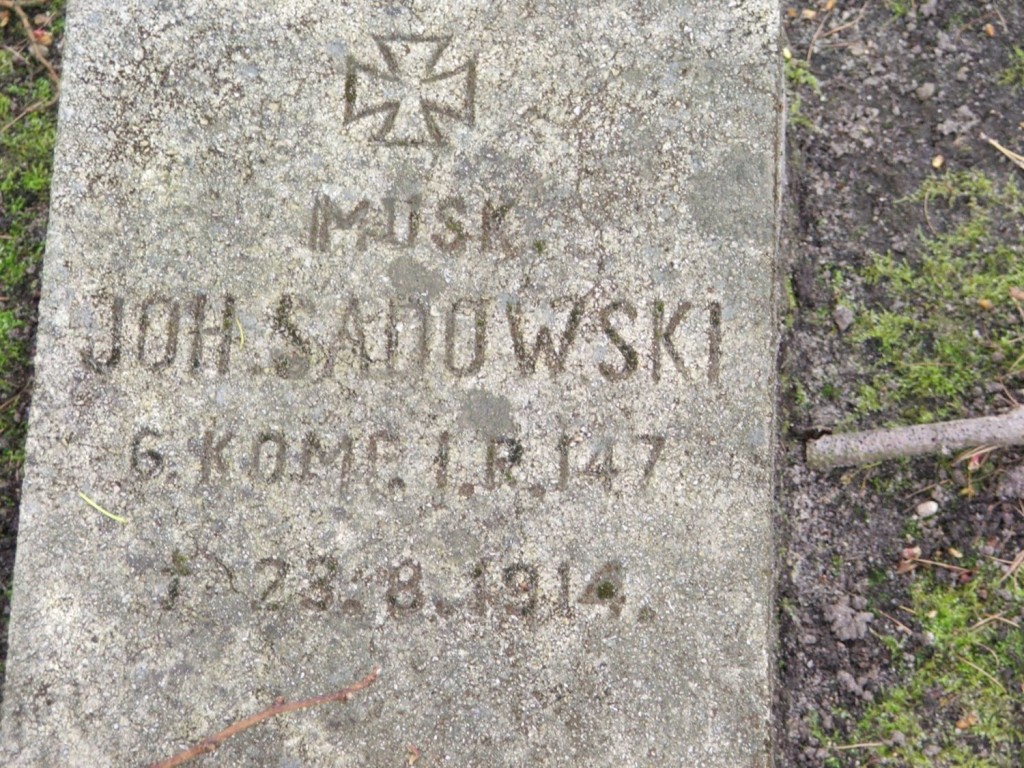 MUSK.
JOH. SADOWSKI
6. KOMP. I. R. 147
† 23. 8. 1914.